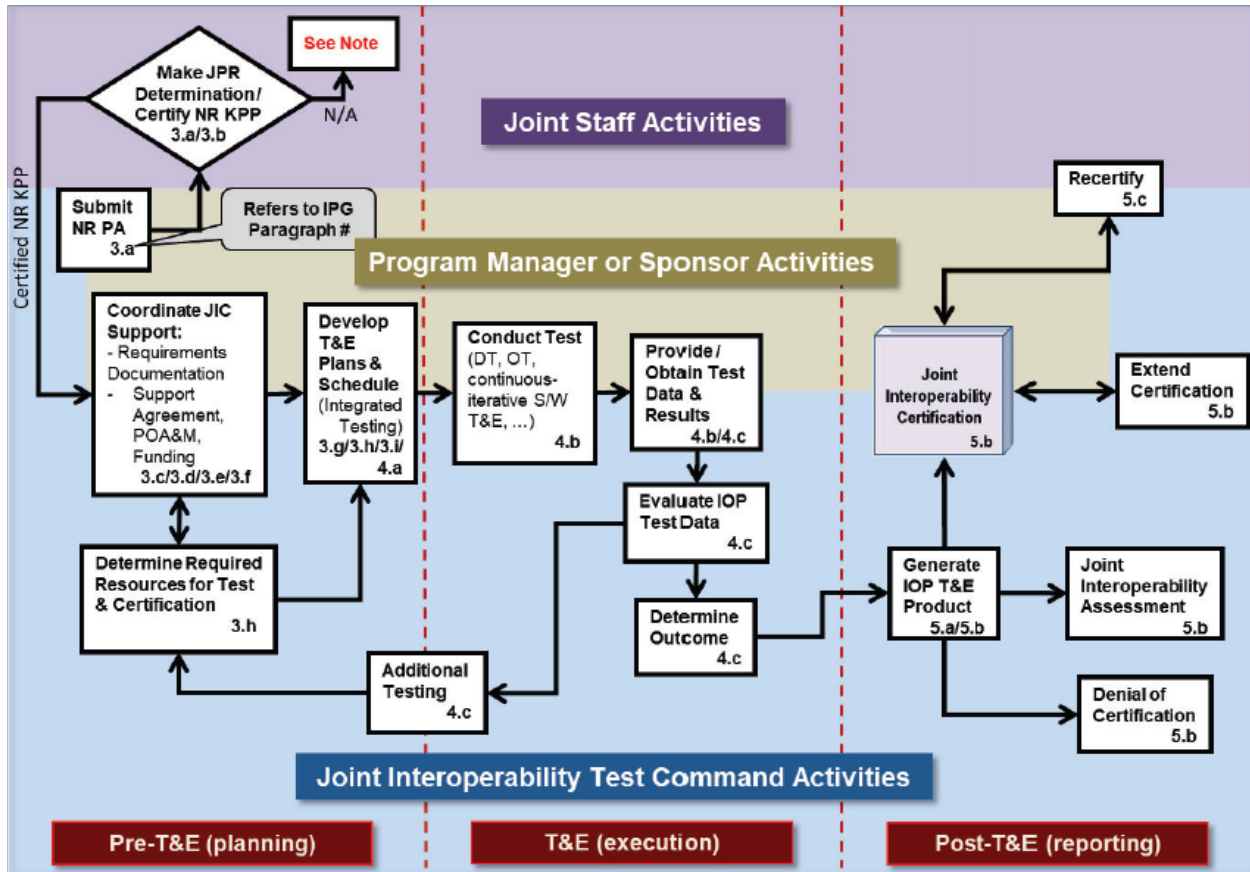 See Note
Make JPR
Determination/
Certify NR KPP
3.a/3.b
N/A
Joint Staff Activities
Certified NR KPP
Submit
NR PA
3.a
Refers to IPG
Paragraph #
Recertify
5.c
Program Manager or Sponsor Activities
Coordinate JIC
Support:
- Requirements
Documentation
- Support
Agreement,
POA&M,
Funding
3.c/3.d/3.e/3.f
Develop
T&E
Plans &
Schedule
(Integrated
Testing)
3.g/3.h/3.i/
4.a
Conduct Test
(DT, OT,
continuous-
iterative S/W
T&E, ...)
4.b
Provide /
Obtain Test
Data &
Results
4.b/4.c
Joint
Interoperability
Certification
5.b
Extend
Certification
5.b
Evaluate IOP
Test Data
4.c
Determine Required
Resources for Test
& Certification
3.h
Determine
Outcome
4.c
Generate
IOP T&E
Product
5.a/5.b
Joint
Interoperability
Assessment
5.b
Additional
Testing
4.c
Denial of
Certification
5.b
Joint Interoperability Test Command Activities
Pre-T&E (planning)
T&E (execution)
Post-T&E (reporting)